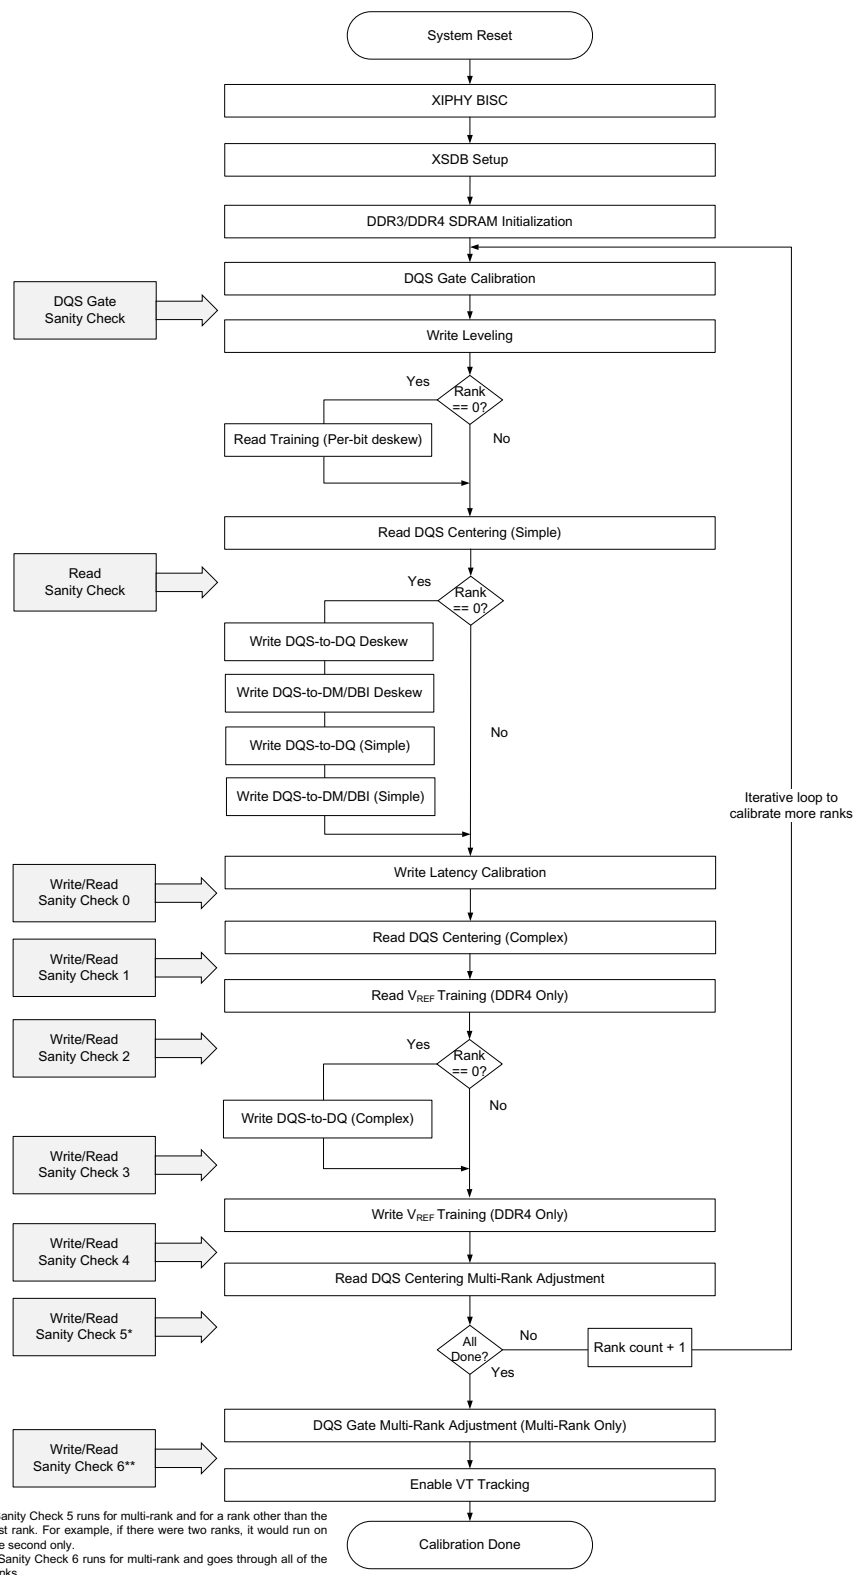 System Reset
XIPHY BISC
XSDB Setup
DDR3/DDR4 SDRAM Initialization
DQS Gate Calibration
DQS Gate
Sanity Check
Write Leveling
Yes
Rank
== 0?
Read Training (Per-bit deskew)
No
Read DQS Centering (Simple)
Read
Sanity Check
Yes
Rank
== 0?
Write DQS-to-DQ Deskew
Write DQS-to-DM/DBI Deskew
Write DQS-to-DQ (Simple)
No
Write DQS-to-DM/DBI (Simple)
Iterative loop to
calibrate more ranks
Write Latency Calibration
Write/Read
Sanity Check 0
Read DQS Centering (Complex)
Write/Read
Sanity Check 1
Read VREF Training (DDR4 Only)
Write/Read
Sanity Check 2
Yes
Rank
== 0?
No
Write DQS-to-DQ (Complex)
Write/Read
Sanity Check 3
Write VREF Training (DDR4 Only)
Write/Read
Sanity Check 4
Read DQS Centering Multi-Rank Adjustment
Write/Read
Sanity Check 5*
All
Done?
No
Rank count + 1
Yes
DQS Gate Multi-Rank Adjustment (Multi-Rank Only)
Write/Read
Sanity Check 6**
Enable VT Tracking
Sanity Check 5 runs for multi-rank and for a rank other than the
rank. For example, if there were two ranks, it would run on
second only.
Sanity Check 6 runs for multi-rank and goes through all of the
Calibration Done